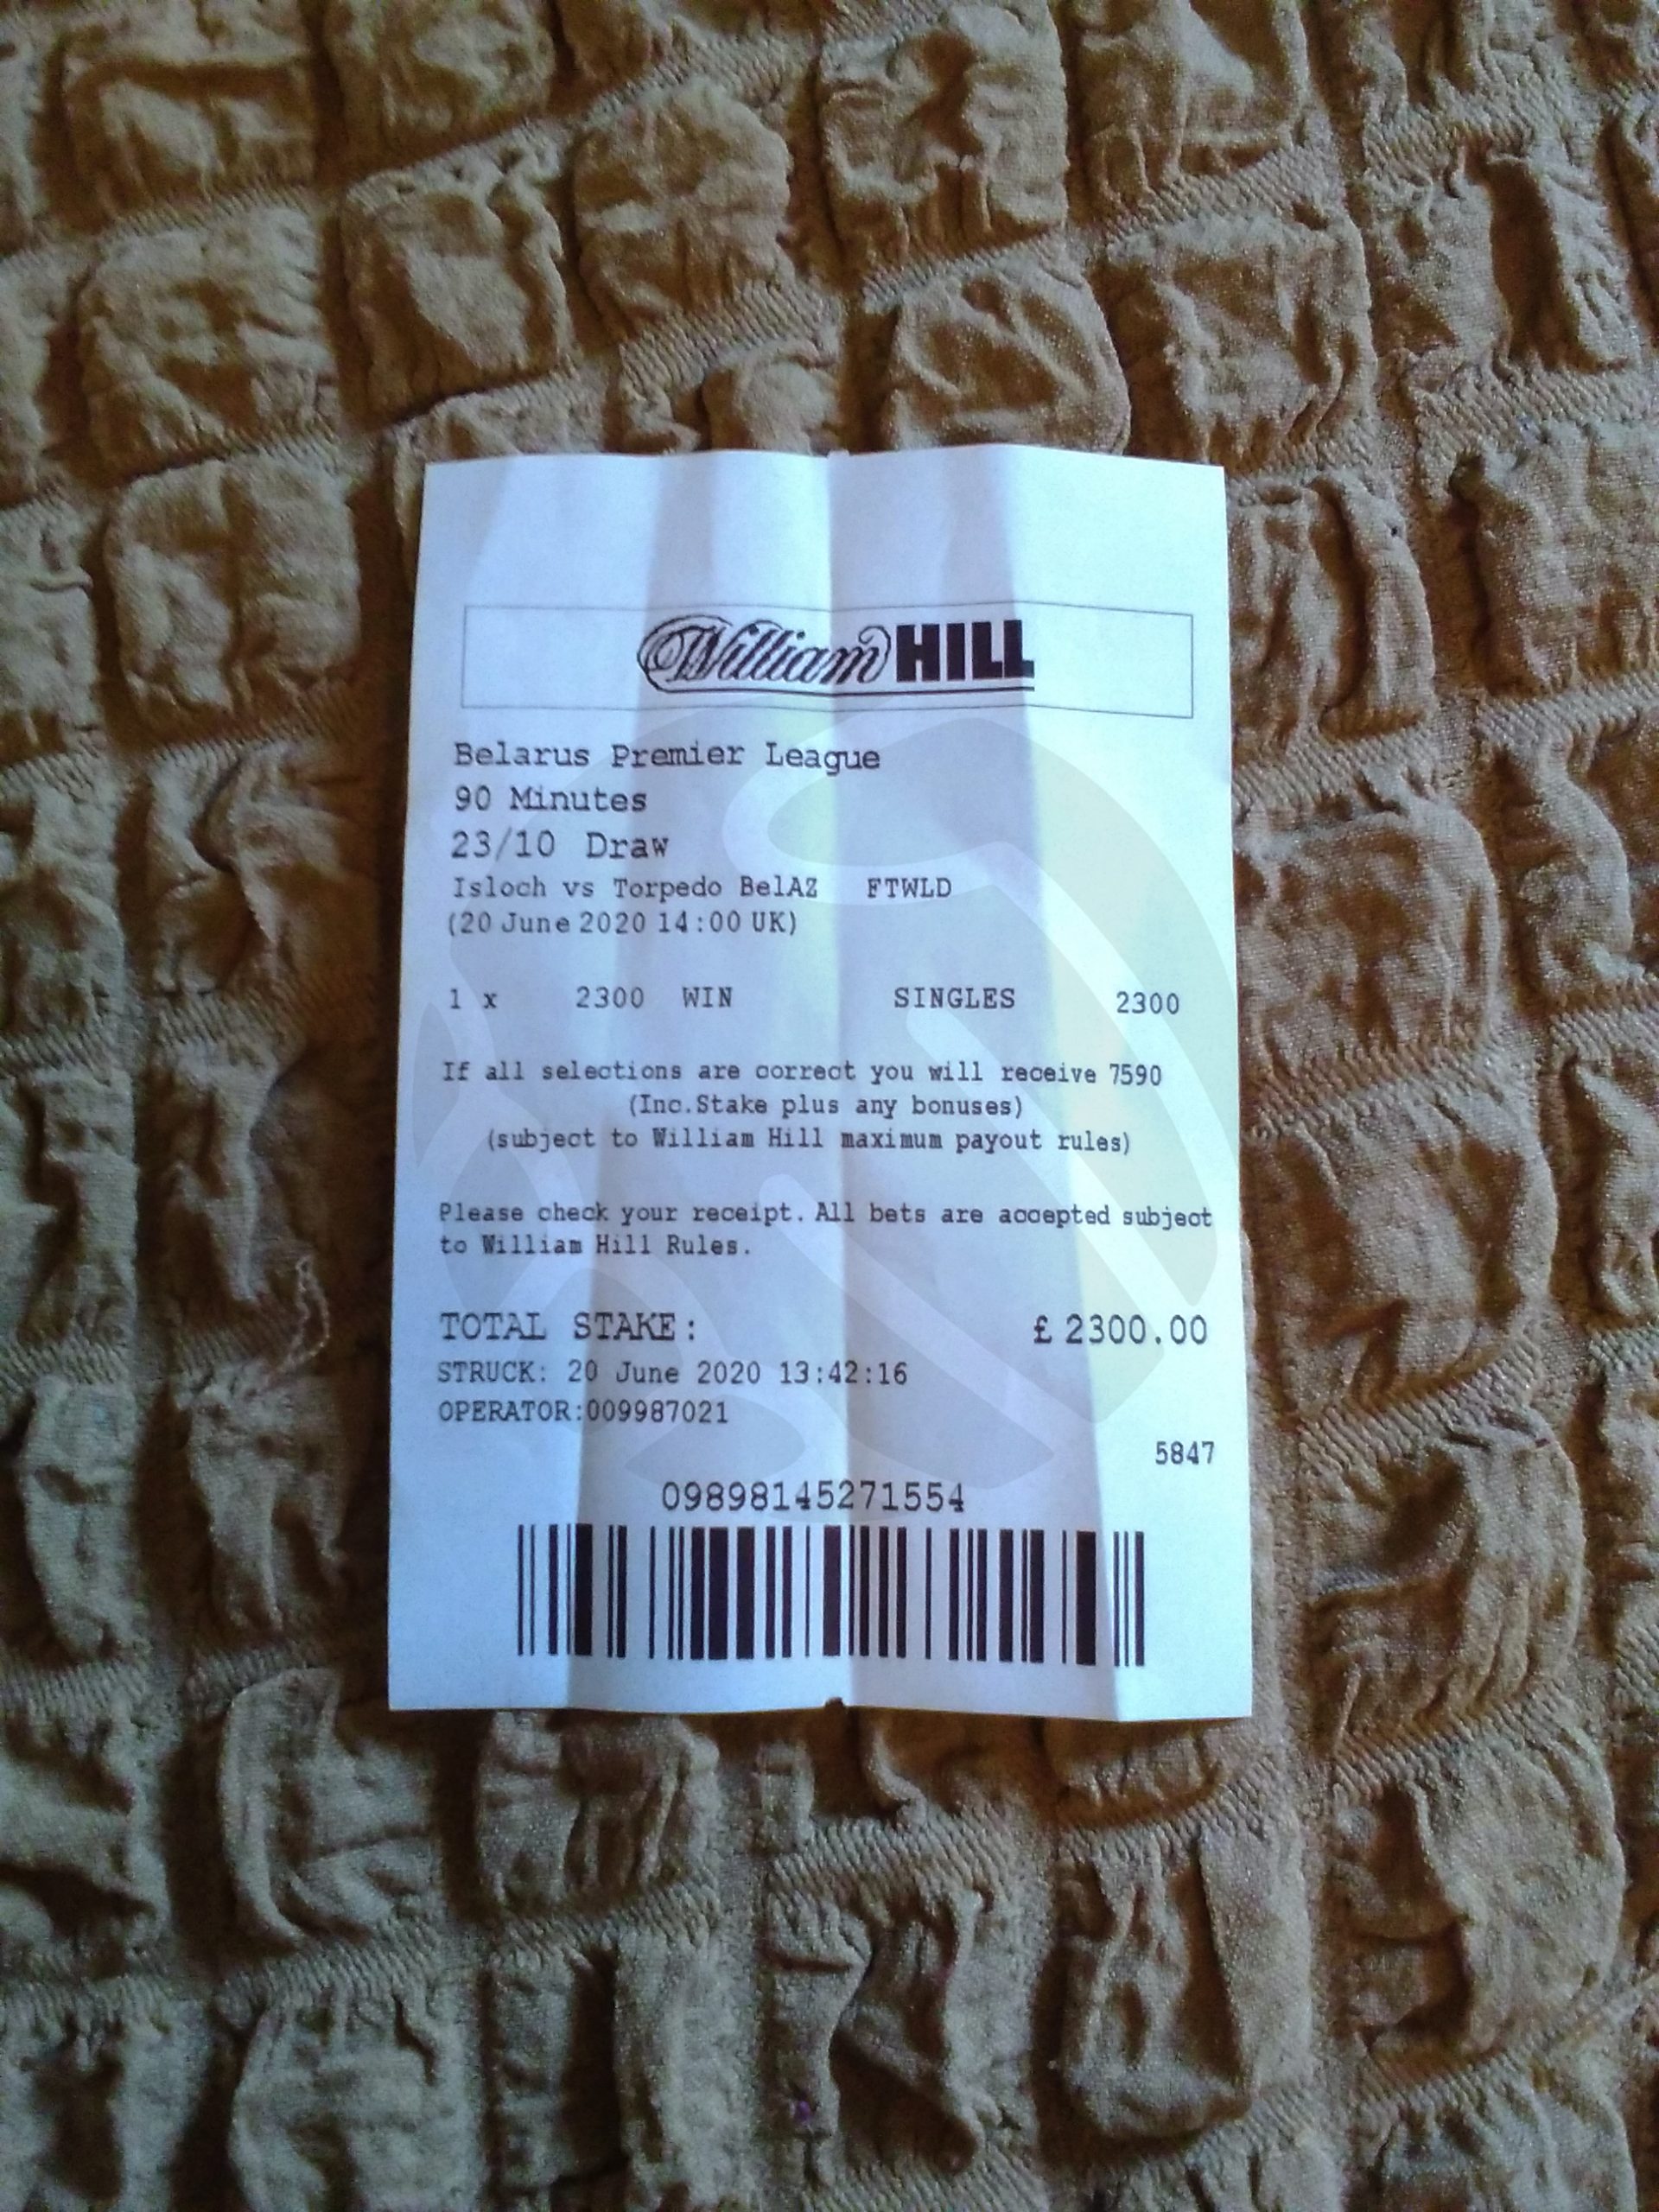 William HILL
Belarus Premier League
90 Minutes
23/10 Draw
Isloch vs Torpedo BelAZ FTWLD
(20 June 2020 14:00 UK)
1 x 2300 WIN SINGLES 2300
If all selections are correct you will receive 7590
(Inc.Stake plus any bonuses)
(subject to William Hill maximum payout rules)
Please check your receipt. All bets are accepted subject
to William Hill Rules.
TOTAL STAKE: £ 2300.00
STRUCK: 20 June 2020 13:42:16
OPERATOR:009987021
5847
09898145271554